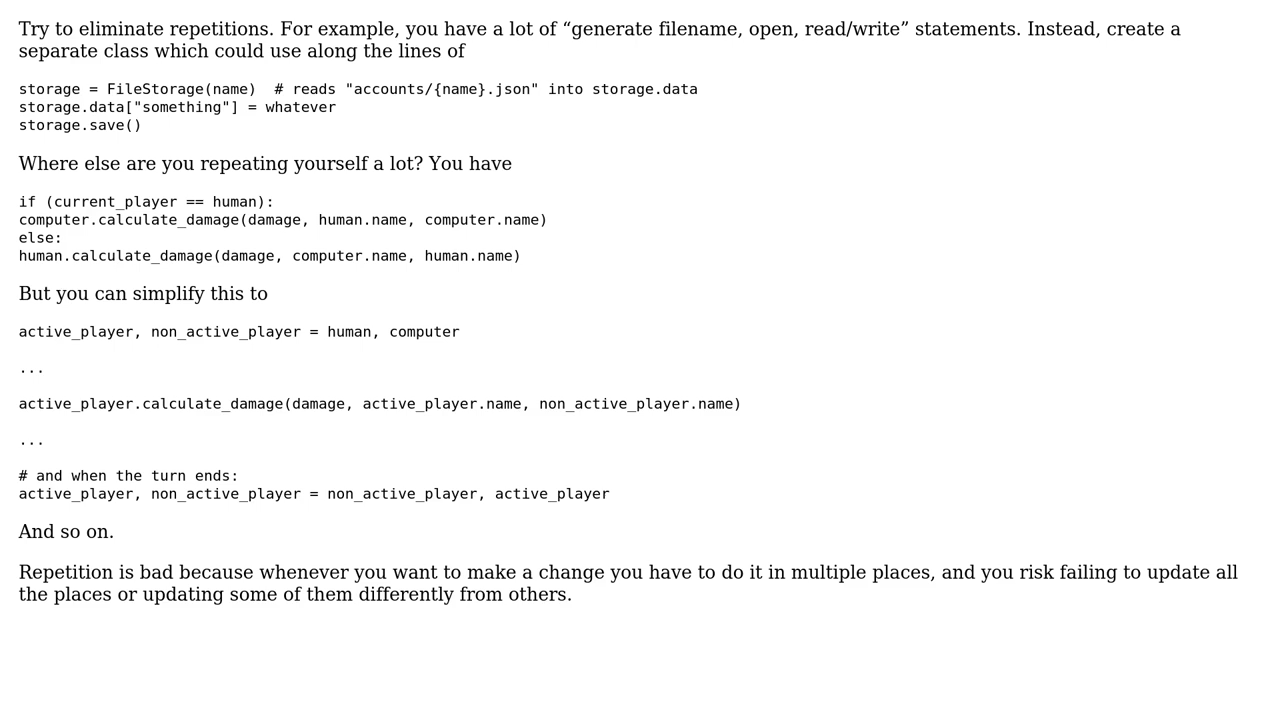 Try to eliminate repetitions. For example, you have a lot of “generate filename, open, read/write” statements. Instead, create a
separate class which could use along the lines of
storage = FileStorage(name)  # reads "accounts/{name}.json" into storage.data
storage.data["something"] = whatever
storage.save()
Where else are you repeating yourself a lot? You have
if (current_player == human):
computer.calculate_damage(damage, human.name, computer.name)
else:
human.calculate_damage(damage, computer.name, human.name)
But you can simplify this to
active_player, non_active_player = human, computer
...
active_player.calculate_damage(damage, active_player.name, non_active_player.name)
...
# and when the turn ends:
active_player, non_active_player = non_active_player, active_player
And so on.
Repetition is bad because whenever you want to make a change you have to do it in multiple places, and you risk failing to update all
the places or updating some of them differently from others.